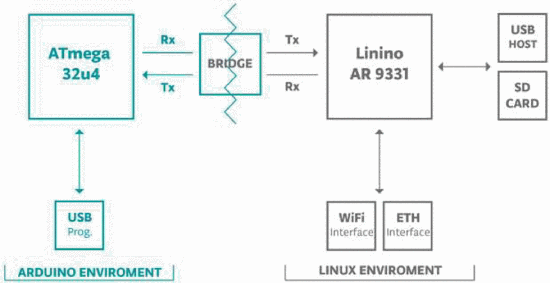 ATmega
32u4
Rx
Tx
BRIDGE
Tx
Rx
Linino
AR 9331
USB
HOST
SD
CARD
USB
Prog.
WiFi
Interface
ETH
Interface
ARDUINO ENVIROMENT
LINUX ENVIROMENT